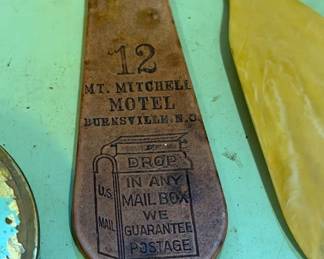 12
MT. MITCHELL
MOTEL
BURNSVILLE, N.C.
DROP
IN ANY
MAIL BOX
WE
GUARANTEE
POSTAGE
U.S.
MAIL